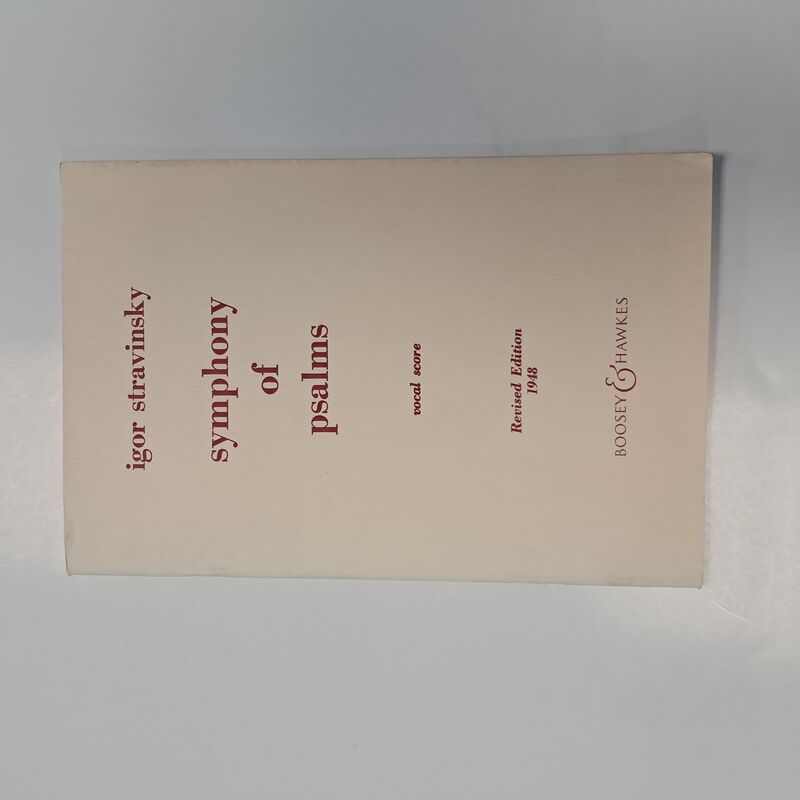 igor stravinsky
symphony
of
psalms
vocal score
Revised Edition
1948
BOOSEY & HAWKES